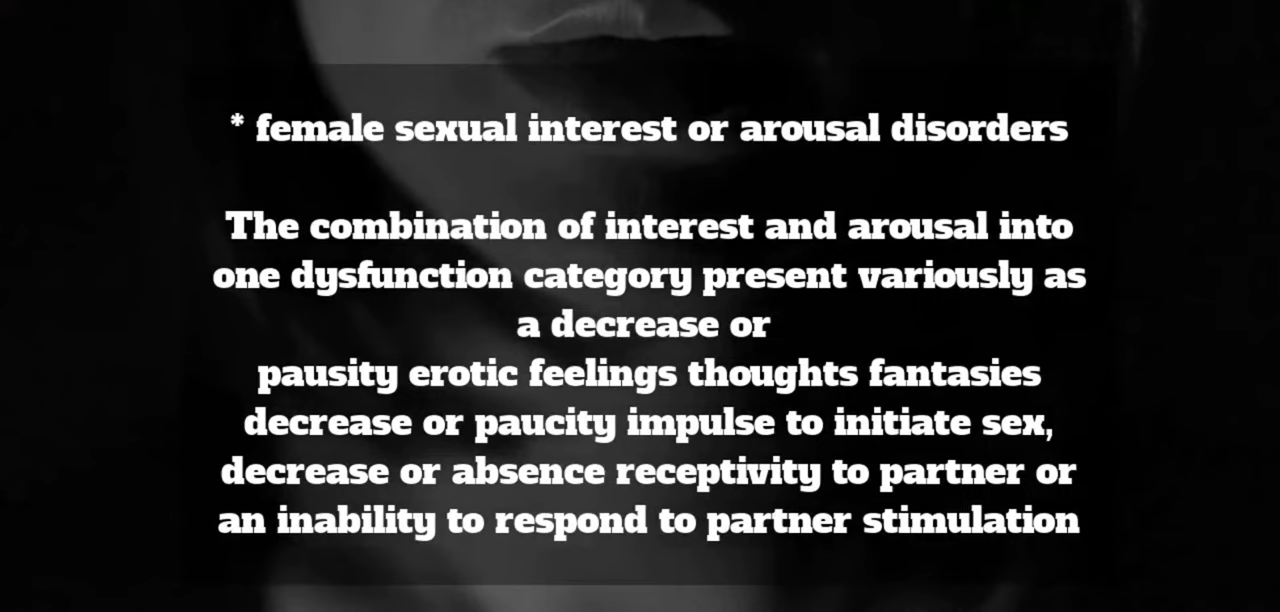 * female sexual interest or arousal disorders
The combination of interest and arousal into
one dysfunction category present variously as
a decrease or
pausity erotic feelings thoughts fantasies
decrease or paucity impulse to initiate sex,
decrease or absence receptivity to partner or
an inability to respond to partner stimulation